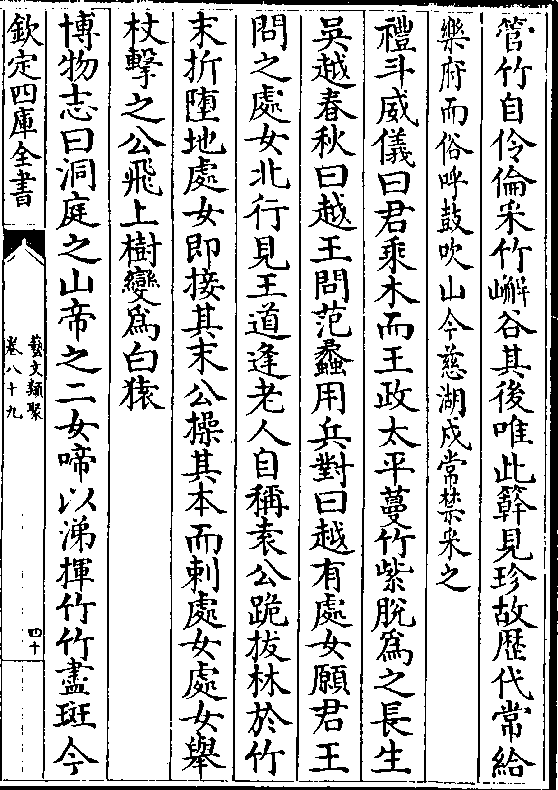 管竹自伶倫采竹嶰谷其後唯此簳見珍故歴代常給
樂府而俗呼鼓吹山今慈湖戍常禁采之
禮斗威儀曰君乘木而王政太平蔓竹紫脱爲之長生
吳越春秋曰越王問范蠡用兵對曰越有處女願君王
問之處女北行見王道逢老人自稱袁公跪拔林於竹
末折墮地處女即接其末公操其本而刺處女處女舉
杖擊之公飛上樹變爲白猿
博物志曰洞庭之山帝之二女啼以涕揮竹竹盡斑今
欽定四庫全書
藝文類聚
卷八十九
四十